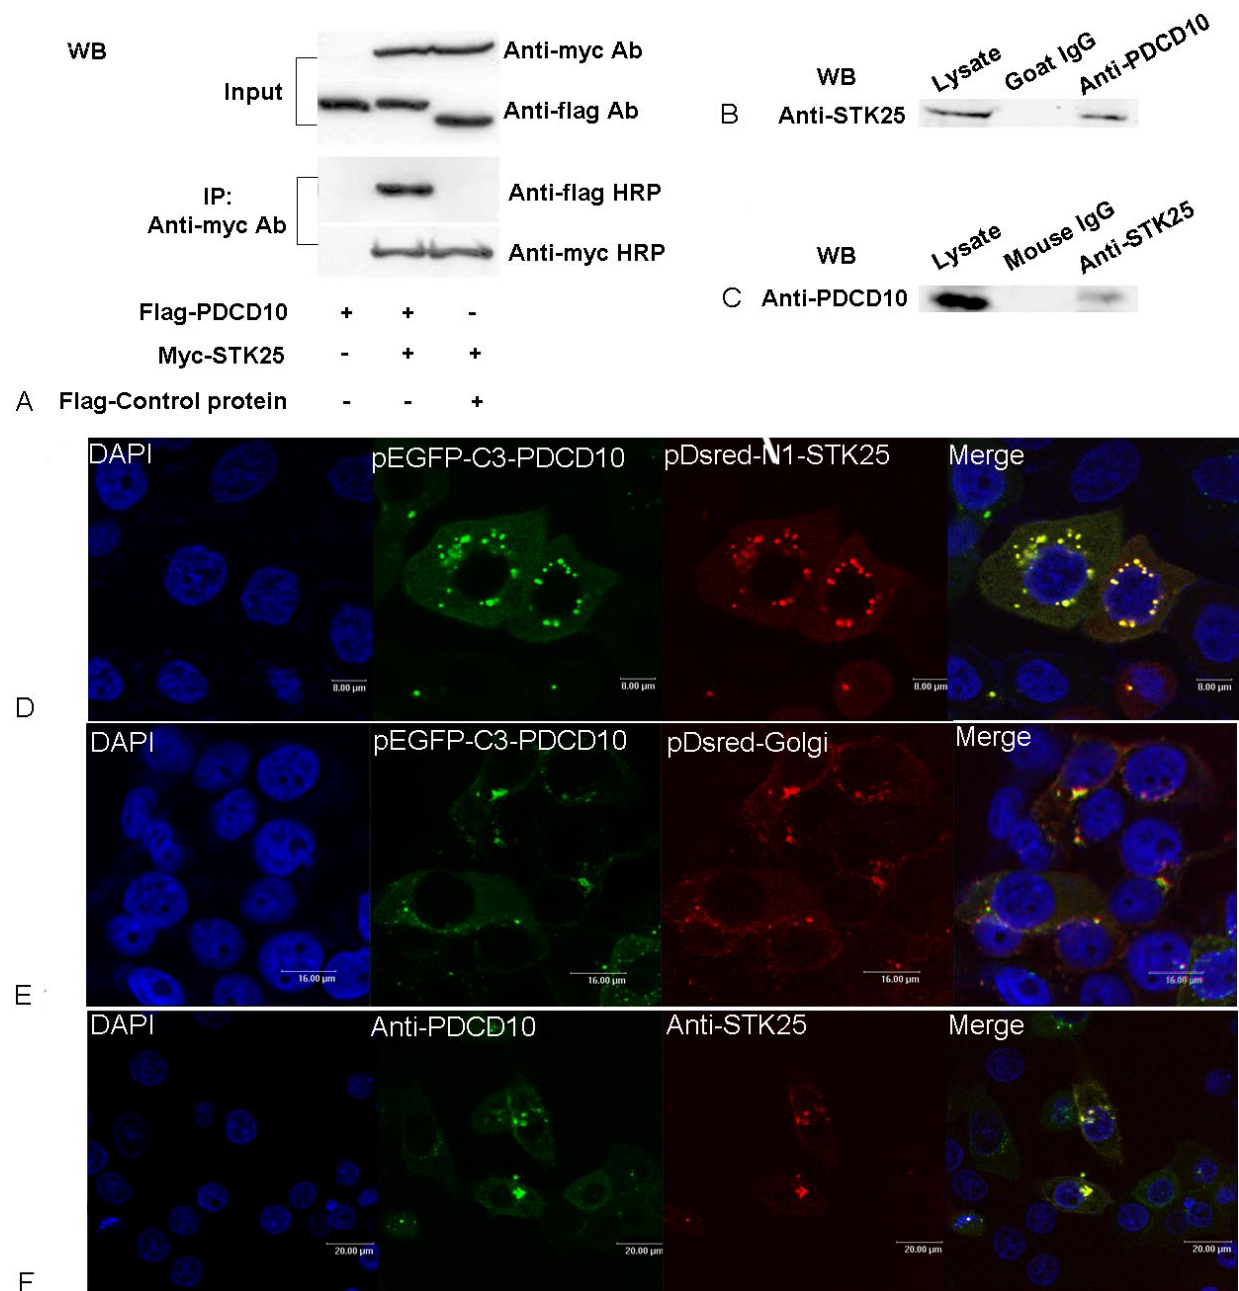 WB
Input
Anti-myc Ab
Anti-flag Ab
IP:
Anti-myc Ab
Anti-flag HRP
Anti-myc HRP
Flag-PDCD10 + + -
Myc-STK25 - + +
A Flag-Control protein - - +
WB Lysate Goat IgG Anti-PDCD10
B Anti-STK25
WB Lysate Mouse IgG Anti-STK25
C Anti-PDCD10
DAPI pEGFP-C3-PDCD10 pDsred-N1-STK25 Merge
8.00 µm 8.00 µm 8.00 µm 8.00 µm
D
DAPI pEGFP-C3-PDCD10 pDsred-Golgi Merge
16.00 µm 16.00 µm 16.00 µm 16.00 µm
E
DAPI Anti-PDCD10 Anti-STK25 Merge
20.00 µm 20.00 µm 20.00 µm 20.00 µm
F